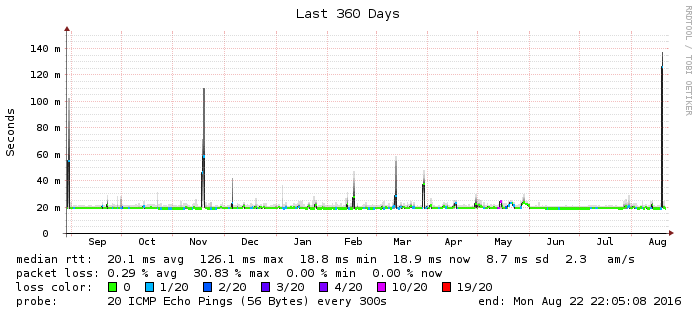 Last 360 Days
RRDTOOL / TOBI OETIKER
Seconds
140 m
120 m
100 m
80 m
60 m
40 m
20 m
0
Sep Oct Nov Dec Jan Feb Mar Apr May Jun Jul Aug
median rtt: 20.1 ms avg 126.1 ms max 18.8 ms min 18.9 ms now 8.7 ms sd 2.3 am/s
packet loss: 0.29 % avg 30.83 % max 0.00 % min 0.00 % now
loss color: 0 1/20 2/20 3/20 4/20 10/20 19/20
probe: 20 ICMP Echo Pings (56 Bytes) every 300s end: Mon Aug 22 22:05:08 2016